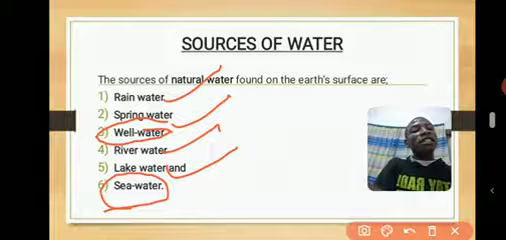 SOURCES OF WATER
The sources of natural water found on the earth's surface are;
1) Rain water
2) Spring water
3) Well-water
4) River water
5) Lake water and
6) Sea-water.